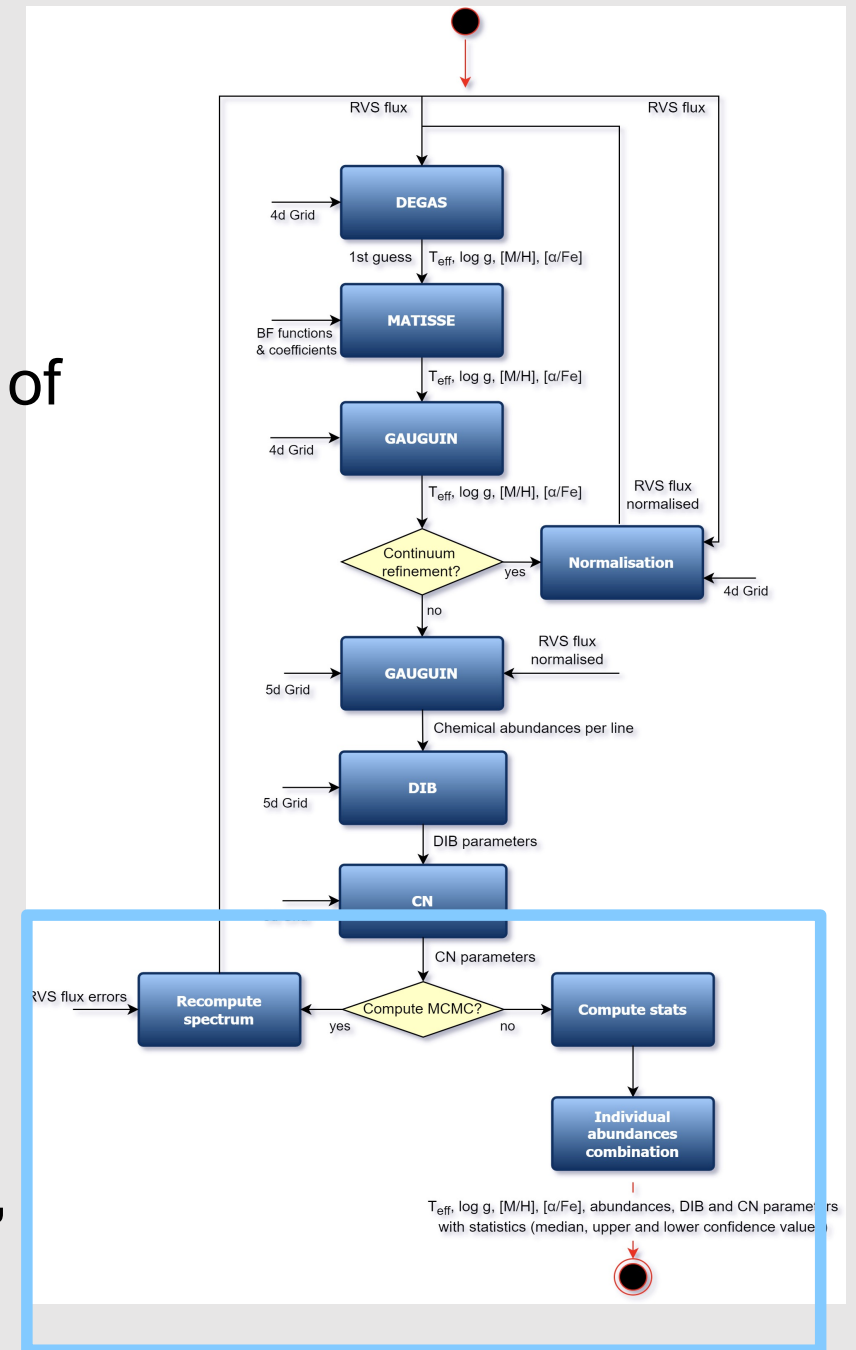 RVS flux
RVS flux
DEGAS
4d Grid
1st guess
Teff, log g, [M/H], [α/Fe]
MATISSE
BF functions
& coefficients
Teff, log g, [M/H], [α/Fe]
of
GAUGUIN
4d Grid
Teff, log g, [M/H], [α/Fe]
RVS flux
normalised
Continuum
refinement?
yes
Normalisation
4d Grid
no
RVS flux
normalised
GAUGUIN
5d Grid
Chemical abundances per line
DIB
5d Grid
DIB parameters
CN
CN parameters
RVS flux errors
Recompute
spectrum
yes
Compute MCMC?
no
Compute stats
Individual
abundances
combination
,
Teff, log g, [M/H], [α/Fe], abundances, DIB and CN parameters
with statistics (median, upper and lower confidence values)